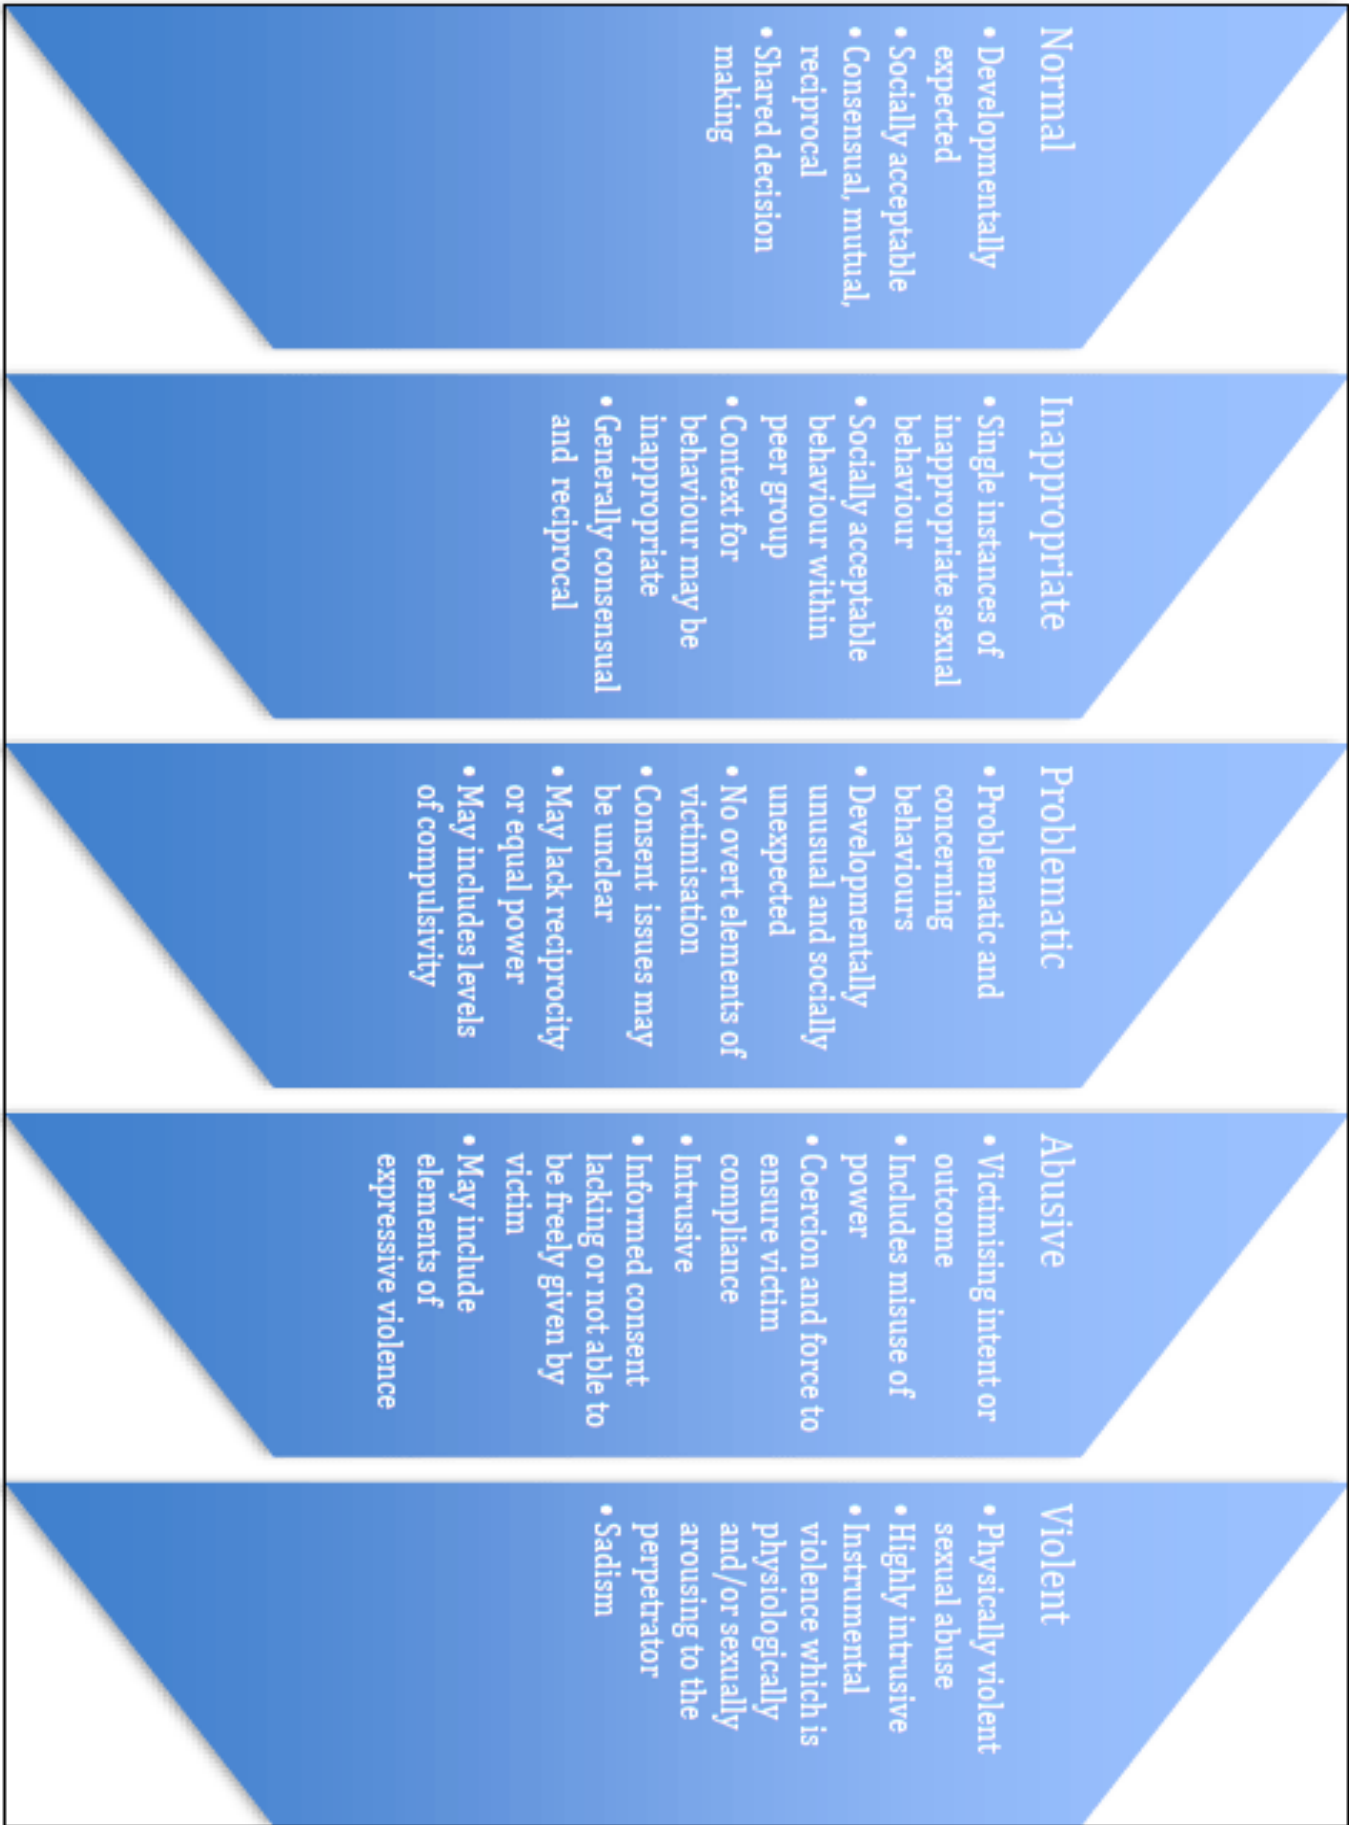 Normal
• Developmentally
expected
• Socially acceptable
• Consensual, mutual,
reciprocal
• Shared decision
making
Inappropriate
• Single instances of
inappropriate sexual
behaviour
• Socially acceptable
behaviour within
peer group
• Context for
behaviour may be
inappropriate
• Generally consensual
and reciprocal
Problematic
• Problematic and
concerning
behaviours
• Developmentally
unusual and socially
unexpected
• No overt elements of
victimisation
• Consent issues may
be unclear
• May lack reciprocity
or equal power
• May includes levels
of compulsivity
Abusive
• Victimising intent or
outcome
• Includes misuse of
power
• Coercion and force to
ensure victim
compliance
• Intrusive
• Informed consent
lacking or not able to
be freely given by
victim
• May include
elements of
expressive violence
Violent
• Physically violent
sexual abuse
• Highly intrusive
• Instrumental
violence which is
physiologically
and/or sexually
arousing to the
perpetrator
• Sadism